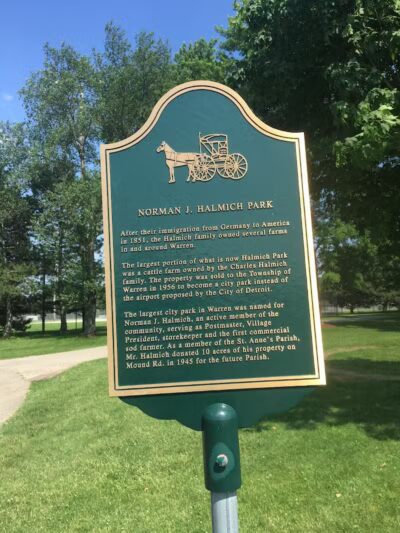 NORMAN J. HALMICH PARK
After their immigration from Germany to America
in 1851, the Halmich family owned several farms
in and around Warren.
The largest portion of what is now Halmich Park
was a cattle farm owned by the Charles Halmich
family. The property was sold to the Township of
Warren in 1956 to become a city park instead of
the airport proposed by the City of Detroit.
The largest city park in Warren was named for
Norman J. Halmich, an active member of the
community, serving as Postmaster, Village
President, storekeeper and the first commercial
sod farmer. As a member of the St. Anne's Parish,
Mr. Halmich donated 10 acres of his property on
Mound Rd. in 1945 for the future Parish.